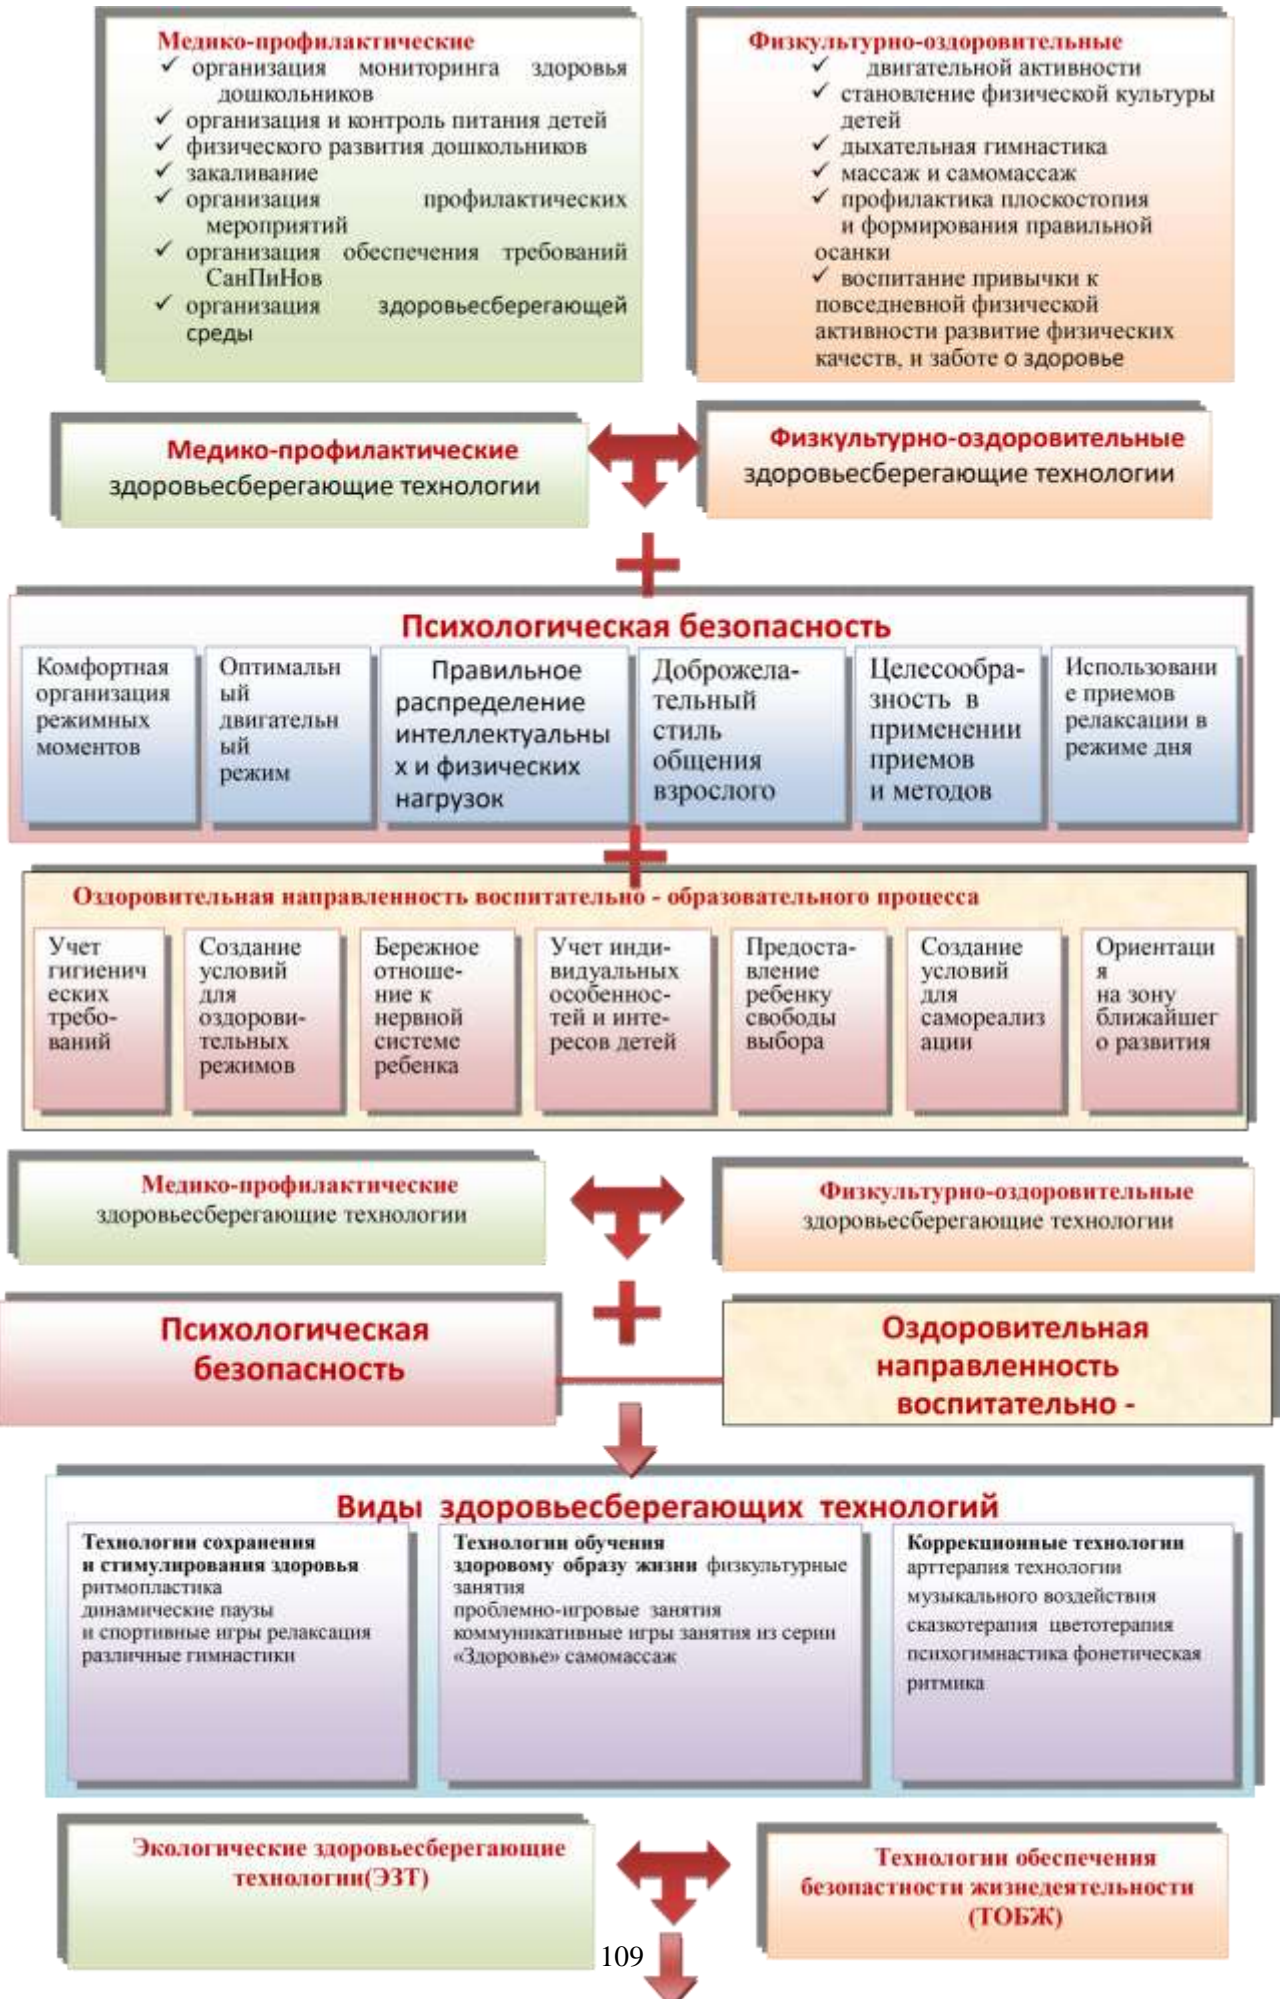 Медико-профилактические
✓ организация мониторинга здоровья
дошкольников
✓ организация и контроль питания детей
✓ физического развития дошкольников
✓ закаливание
✓ организация профилактических
мероприятий
✓ организация обеспечения требований
СанПиНов
✓ организация здоровьесберегающей
среды
Физкультурно-оздоровительные
✓ двигательной активности
✓ становление физической культуры
детей
✓ дыхательная гимнастика
✓ массаж и самомассаж
✓ профилактика плоскостопия
и формирования правильной
осанки
✓ воспитание привычки к
повседневной физической
активности развитие физических
качеств, и заботе о здоровье
Медико-профилактические
здоровьесберегающие технологии
Физкультурно-оздоровительные
здоровьесберегающие технологии
Психологическая безопасность
Комфортная
организация
режимных
моментов
Оптимальн
ый
двигательн
ый
режим
Правильное
распределение
интеллектуальны
х и физических
нагрузок
Доброжела-
тельный
стиль
общения
взрослого
Целесообра-
зность в
применении
приемов
и методов
Использовани
е приемов
релаксации в
режиме дня
Оздоровительная направленность воспитательно - образовательного процесса
Учет
гигиенич
еских
требо-
ваний
Создание
условий
для
оздорови-
тельных
режимов
Бережное
отноше-
ние к
нервной
системе
ребенка
Учет инди-
видуальных
особеннос-
тей и инте-
ресов детей
Предоста-
вление
ребенку
свободы
выбора
Создание
условий
для
самореализ
ации
Ориентаци
я
на зону
ближайшег
о развития
Медико-профилактические
здоровьесберегающие технологии
Физкультурно-оздоровительные
здоровьесберегающие технологии
Психологическая
безопасность
Оздоровительная
направленность
воспитательно -
Виды здоровьесберегающих технологий
Технологии сохранения
и стимулирования здоровья
ритмопластика
динамические паузы
и спортивные игры релаксация
различные гимнастики
Технологии обучения
здоровому образу жизни физкультурные
занятия
проблемно-игровые занятия
коммуникативные игры занятия из серии
«Здоровье» самомассаж
Коррекционные технологии
арттерапия технологии
музыкального воздействия
сказкотерапия цветотерапия
психогимнастика фонетическая
ритмика
Экологические здоровьесберегающие
технологии(ЭЗТ)
Технологии обеспечения
безопастности жизнедеятельности
(ТОБЖ)
109